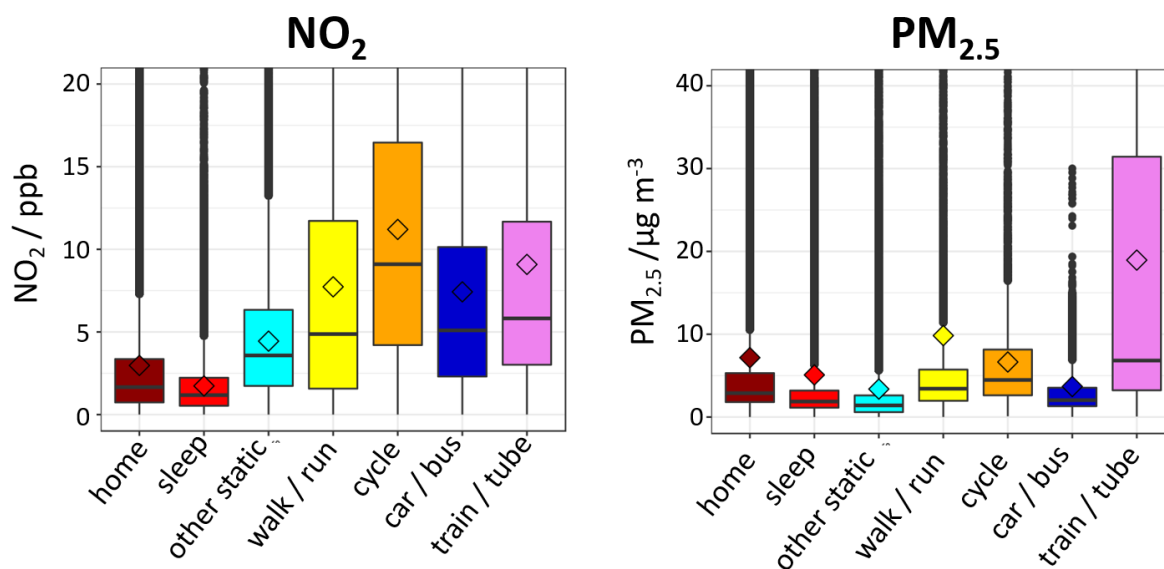 NO₂
PM₂.₅
20
15
10
5
0
NO₂ / ppb
home
sleep
other static
walk / run
cycle
car / bus
train / tube
40
30
20
10
0
PM₂.₅ /µg m⁻³
home
sleep
other static
walk / run
cycle
car / bus
train / tube